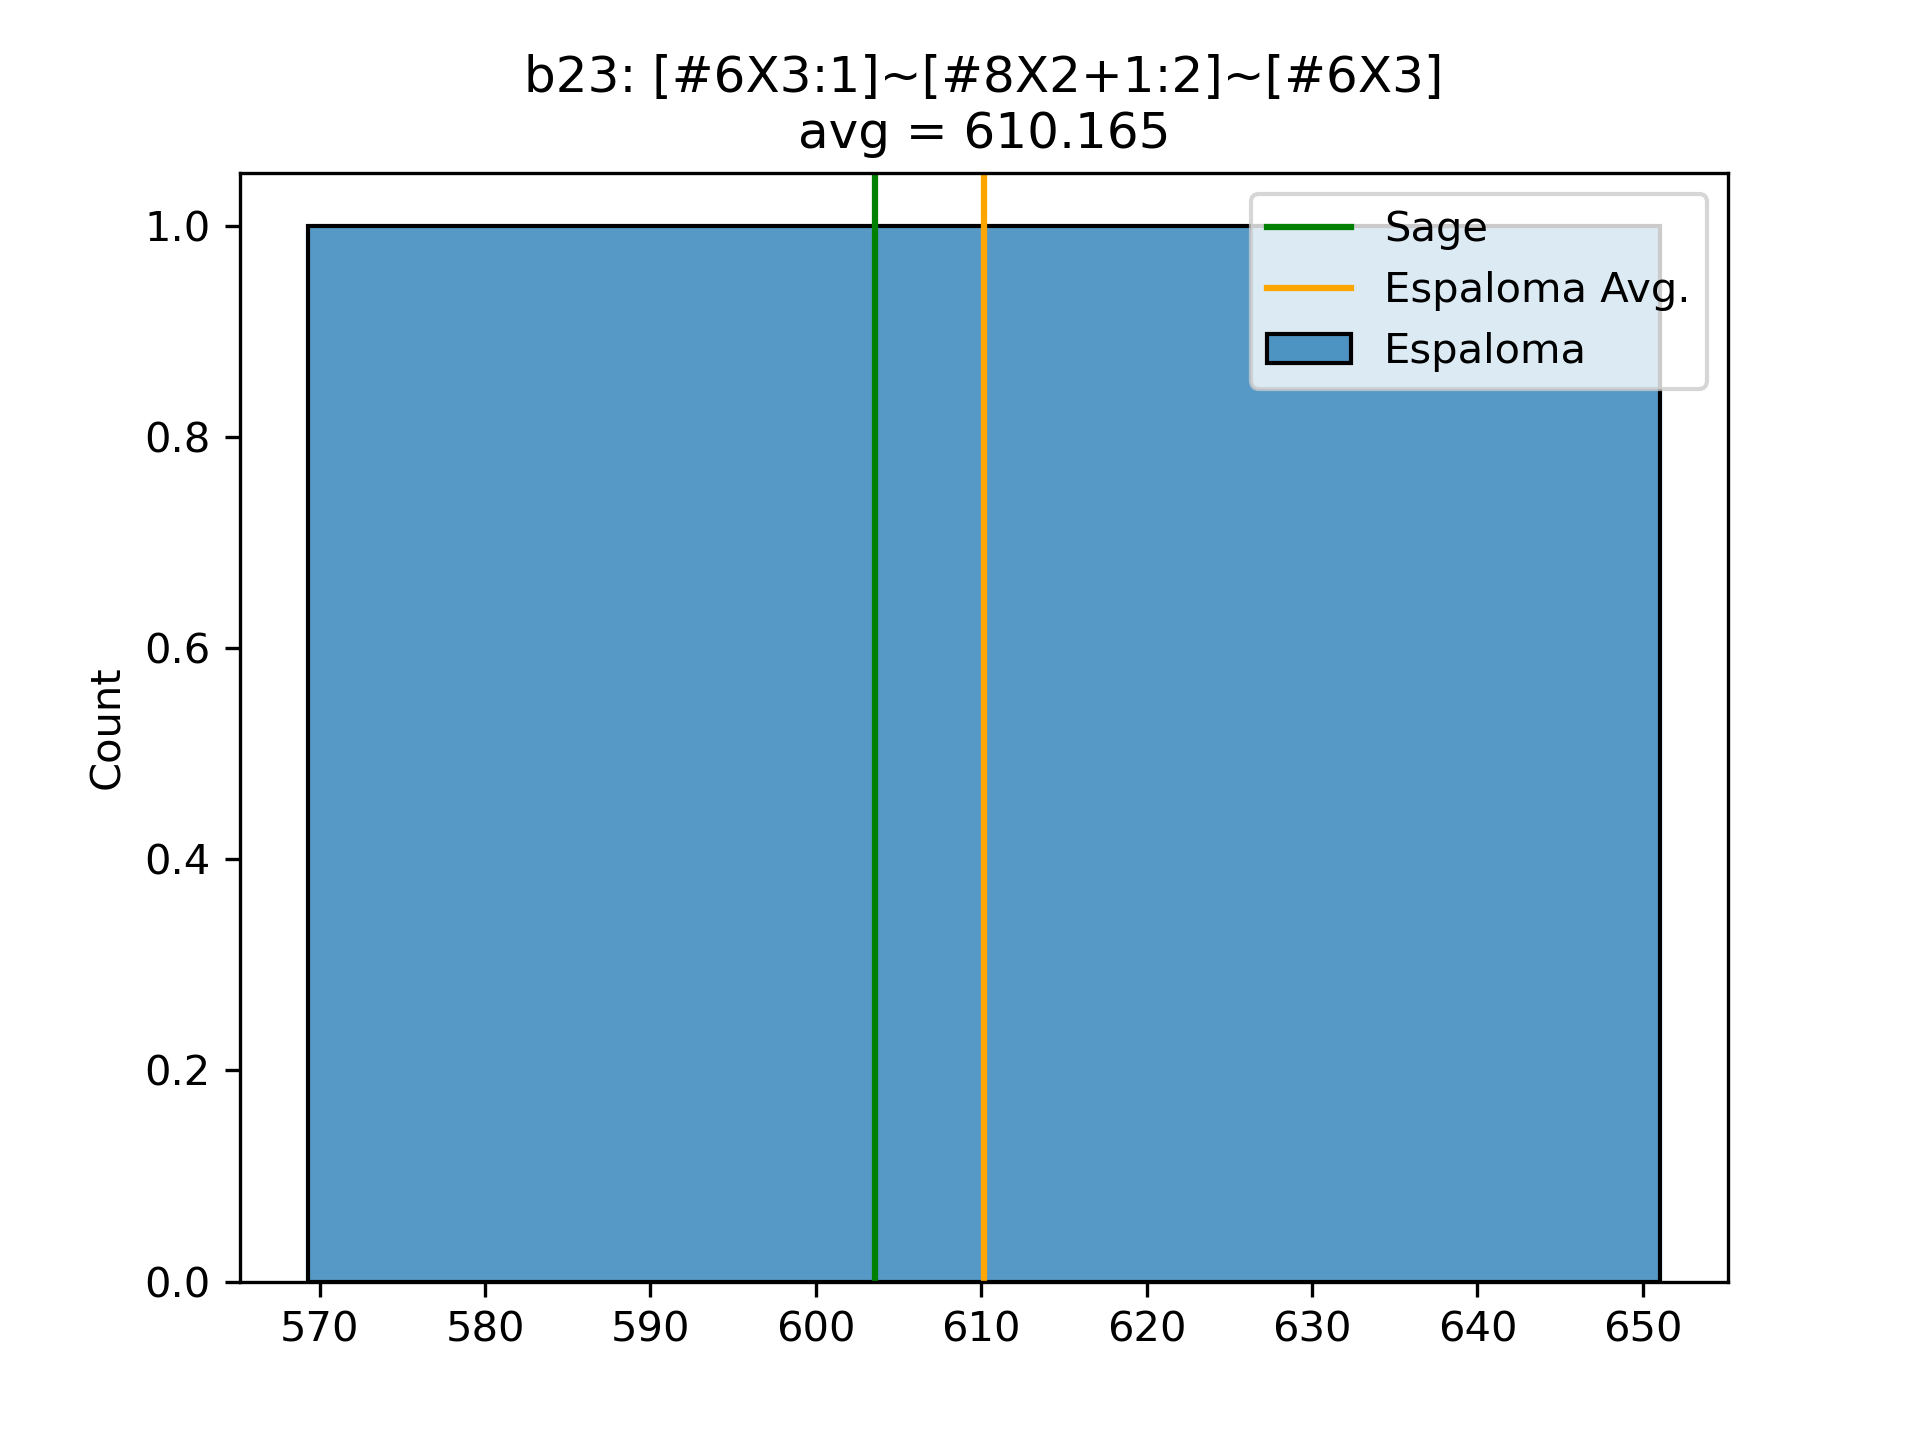 b23: [#6X3:1]~[#8X2+1:2]~[#6X3]
avg = 610.165
Sage
Espaloma Avg.
Espaloma
Count
1.0
0.8
0.6
0.4
0.2
0.0
570 580 590 600 610 620 630 640 650